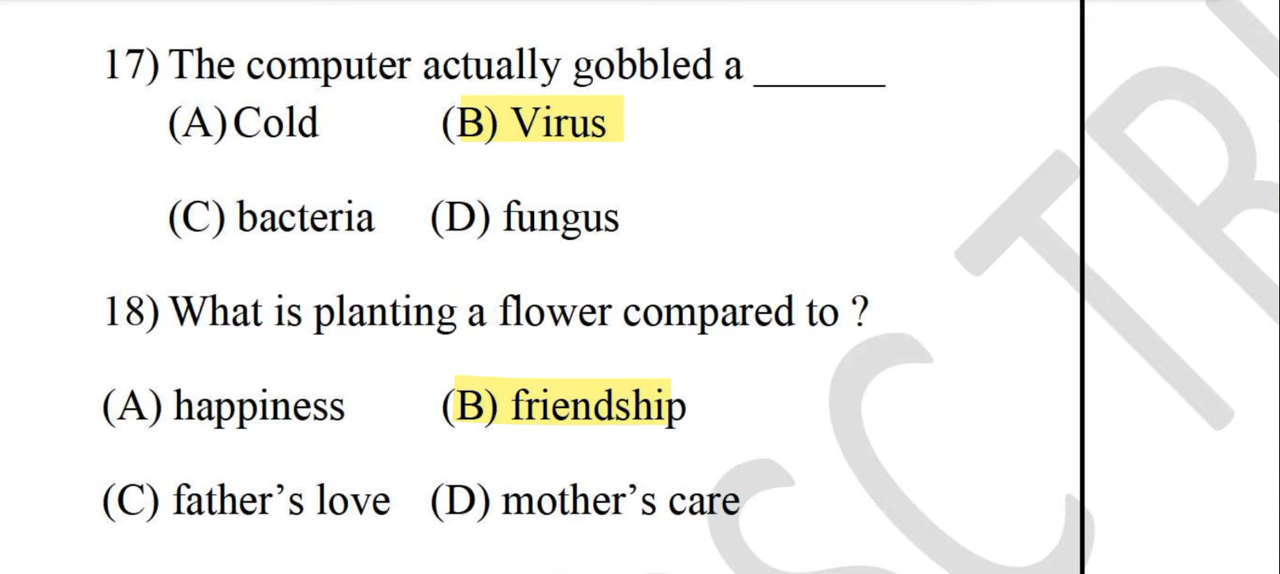 17) The computer actually gobbled a ______
(A) Cold (B) Virus
(C) bacteria (D) fungus
18) What is planting a flower compared to ?
(A) happiness (B) friendship
(C) father’s love (D) mother’s care